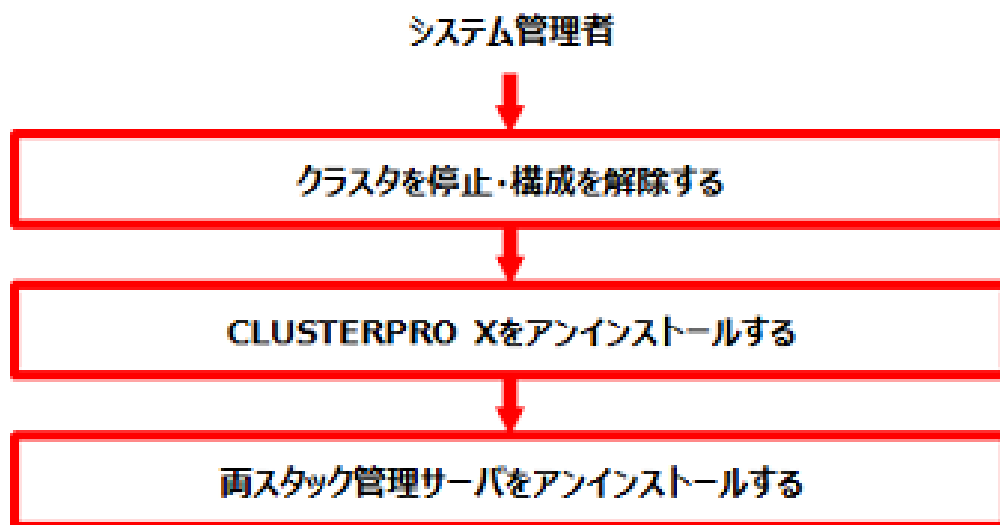 システム管理者
クラスタを停止・構成を解除する
CLUSTERPRO Xをアンインストールする
両スタック管理サーバをアンインストールする